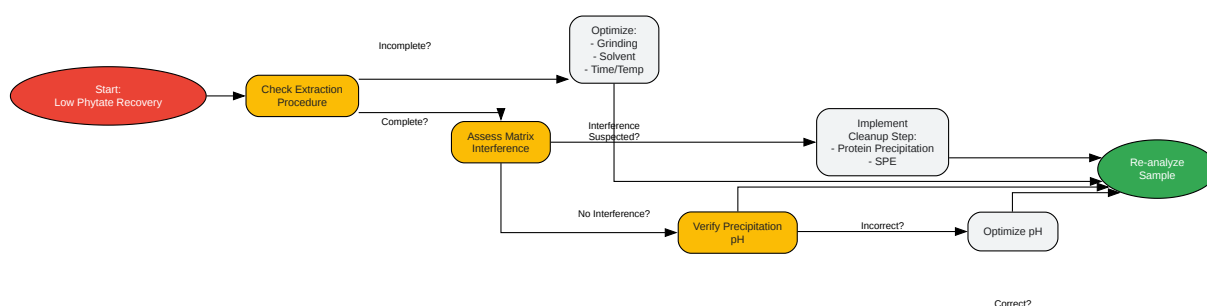 Start:
Low Phytate Recovery
Check Extraction
Procedure
Incomplete?
Complete?
Optimize:
- Grinding
- Solvent
- Time/Temp
Assess Matrix
Interference
Interference
Suspected?
Implement
Cleanup Step:
- Protein Precipitation
- SPE
No Interference?
Verify Precipitation
pH
Incorrect?
Optimize pH
Re-analyze
Sample
Correct?